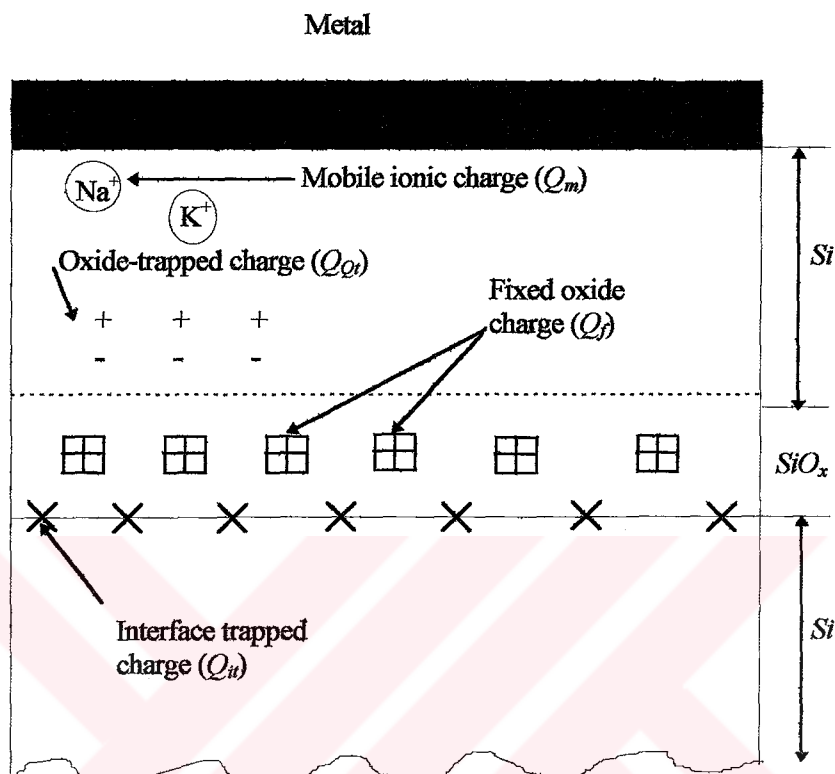 Metal
Na+
Mobile ionic charge (Qm)
K+
Oxide-trapped charge (QQt)
Si
Fixed oxide
charge (Qf)
+ + +
- - -
SiOx
Interface trapped
charge (Qit)
Si